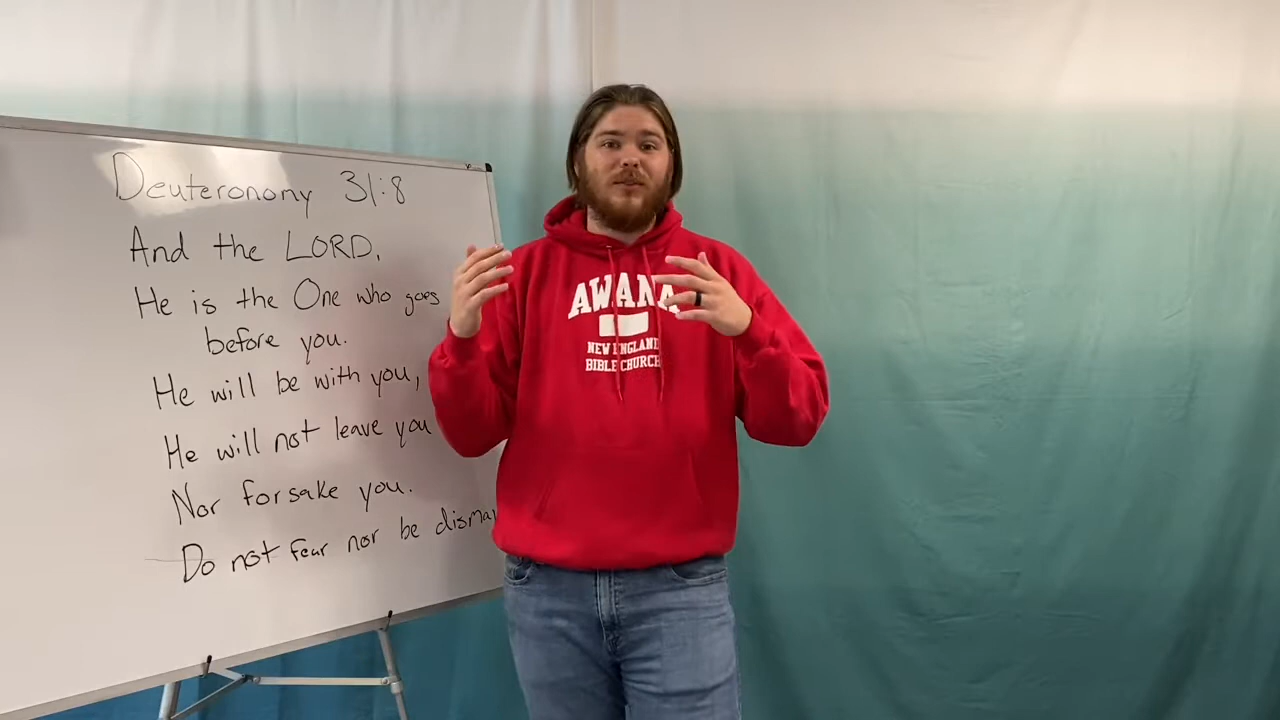 Deuteronomy 31:8
And the LORD,
He is the One who goes
before you.
He will be with you,
He will not leave you
Nor forsake you.
Do not fear nor be dismay
AWANA
NEW ENGLAND
BIBLE CHURCH